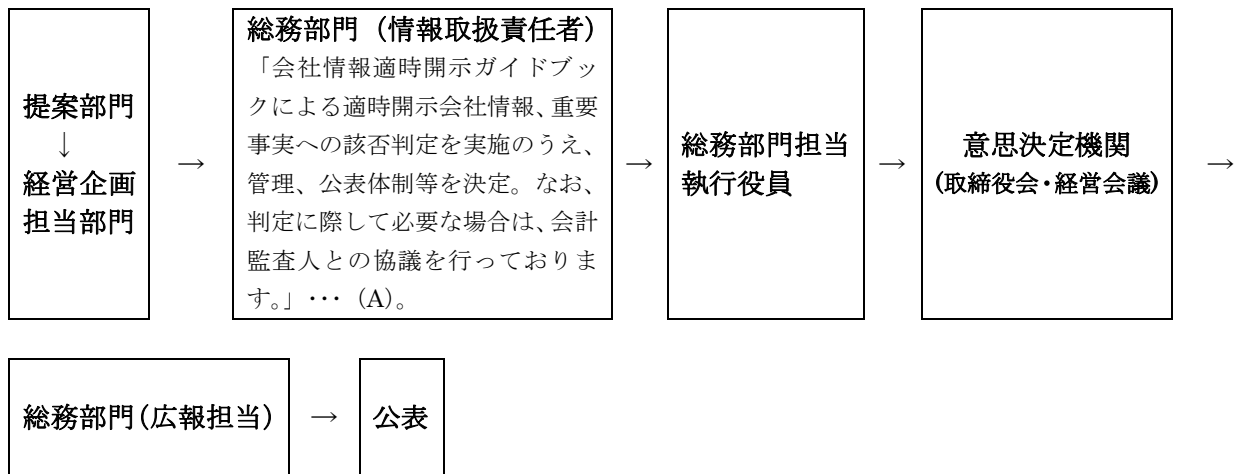 提案部門
↓
経営企画
担当部門
→
総務部門（情報取扱責任者）
「会社情報適時開示ガイドブッ
クによる適時開示会社情報、重要
事実への該否判定を実施のうえ、
管理、公表体制等を決定。なお、
判定に際して必要な場合は、会計
監査人との協議を行っておりま
す。」・・・（A）。
→
総務部門担当
執行役員
→
意思決定機関
(取締役会・経営会議)
→
総務部門(広報担当)
→
公表